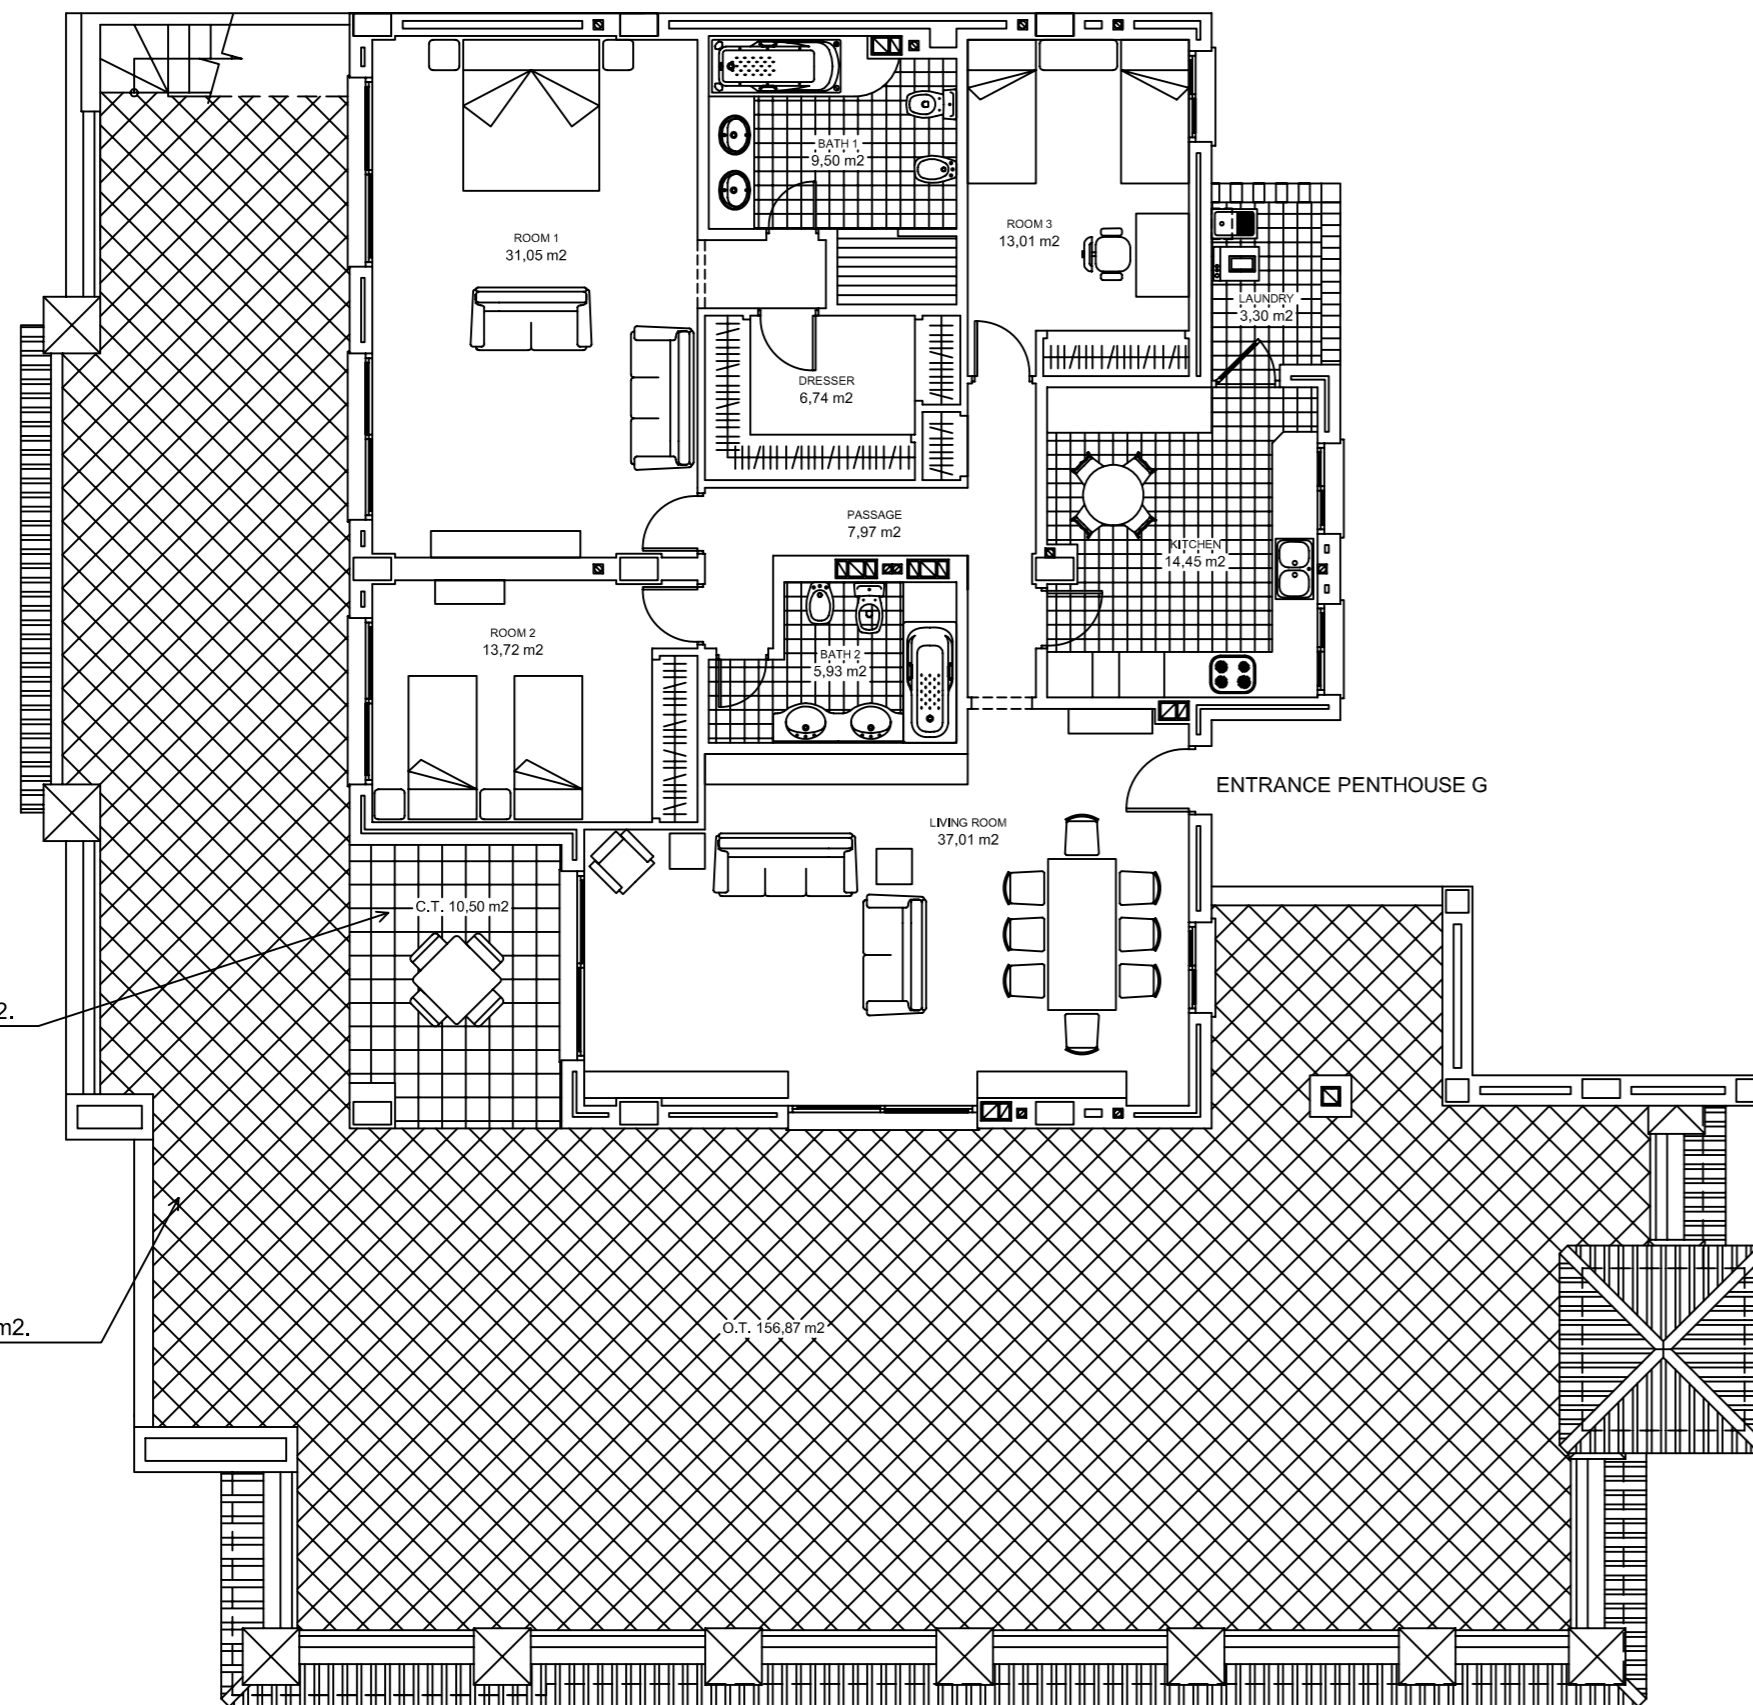 BATH 1
9,50 m2
ROOM 1
31,05 m2
ROOM 3
13,01 m2
LAUNDRY
3,30 m2
DRESSER
6,74 m2
PASSAGE
7,97 m2
KITCHEN
14,45 m2
ROOM 2
13,72 m2
BATH 2
5,93 m2
ENTRANCE PENTHOUSE G
LIVING ROOM
37,01 m2
C.T. 10,50 m2
2.
m2.
O.T. 156,87 m2